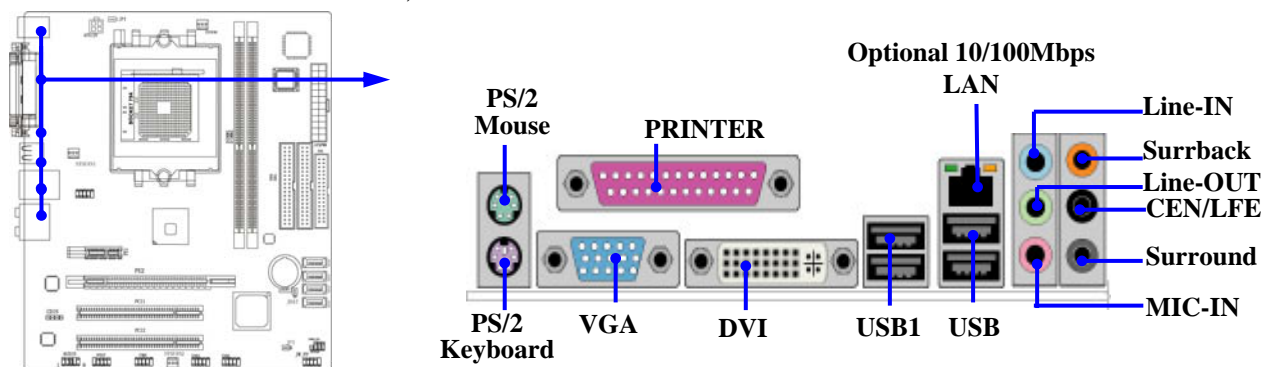 Optional 10/100Mbps
LAN
PS/2
Mouse
PRINTER
Line-IN
Surrback
Line-OUT
CEN/LFE
Surround
MIC-IN
PS/2
Keyboard
VGA
DVI
USB1
USB